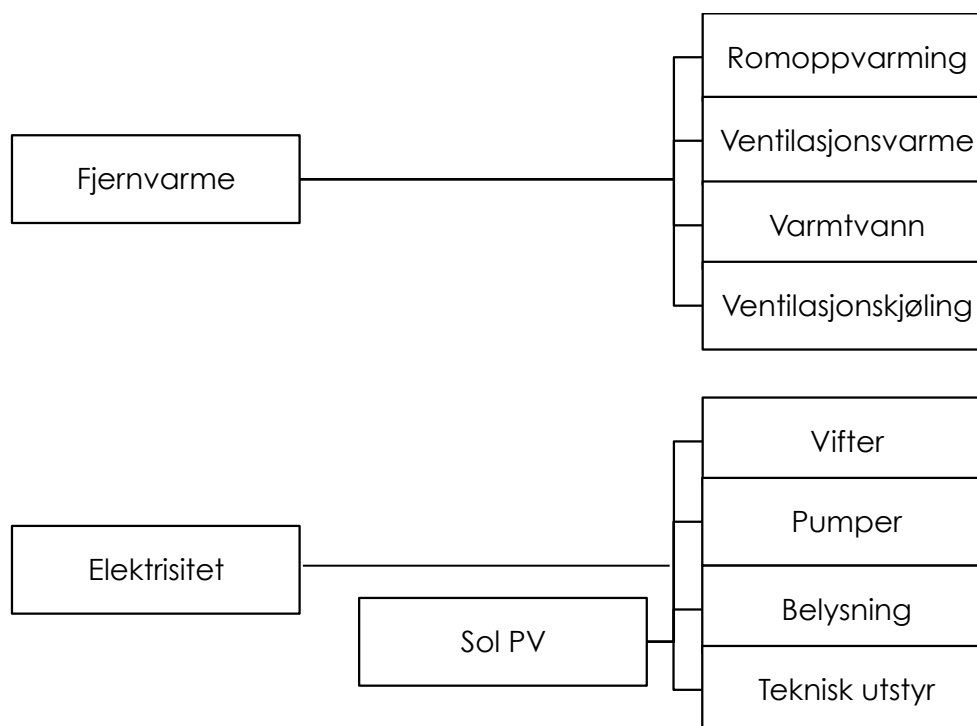 Romoppvarming
Ventilasjonsvarme
Fjernvarme
Varmtvann
Ventilasjonskjøling
Vifter
Pumper
Elektrisitet
Belysning
Sol PV
Teknisk utstyr